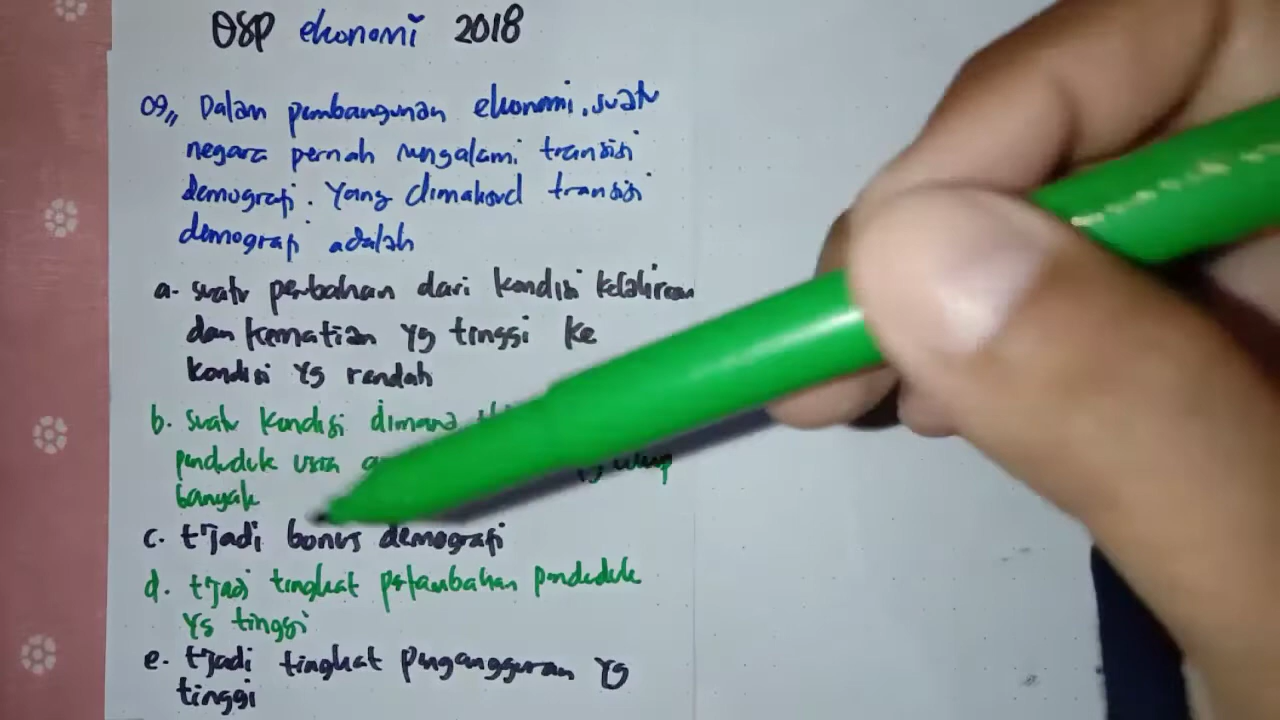 OSP ekonomi 2018
09,, Dalam pembangunan ekonomi, suatu
negara pernah mengalami transisi
demografi. Yang dimaksud transisi
demografi adalah
a. suatu perubahan dari kondisi kelahiran
dan kematian yg tinggi ke
kondisi yg rendah
b. suatu kondisi dimana
penduduk usia yg cukup
banyak
c. t'jadi bonus demografi
d. t'jadi tingkat pertambahan penduduk
yg tinggi
e. t'jadi tingkat pengangguran yg
tinggi